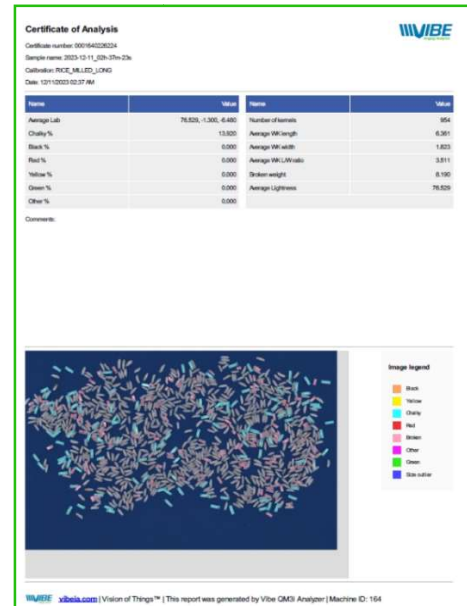 Certificate of Analysis
VIBE
Certificate number: 0001640226224
Sample name: 2023-12-11_02h-37m-23s
Calibration: RICE_MILLED_LONG
Date: 12/11/2023 02:37 AM
Name Value Name Value
Average Lab 76.529, -1.300, -6.480 Number of kernels 954
Chalky % 13.920 Average WK length 6.361
Black % 0.000 Average WK width 1.823
Red % 0.000 Average WK L/W ratio 3.511
Yellow % 0.000 Broken weight 8.190
Green % 0.000 Average Lightness 76.529
Other % 0.000
Comments:
Image legend
Black
Yellow
Chalky
Red
Broken
Other
Green
Size outlier
VIBE vibeia.com | Vision of Things™ | This report was generated by Vibe QM3i Analyzer | Machine ID: 164